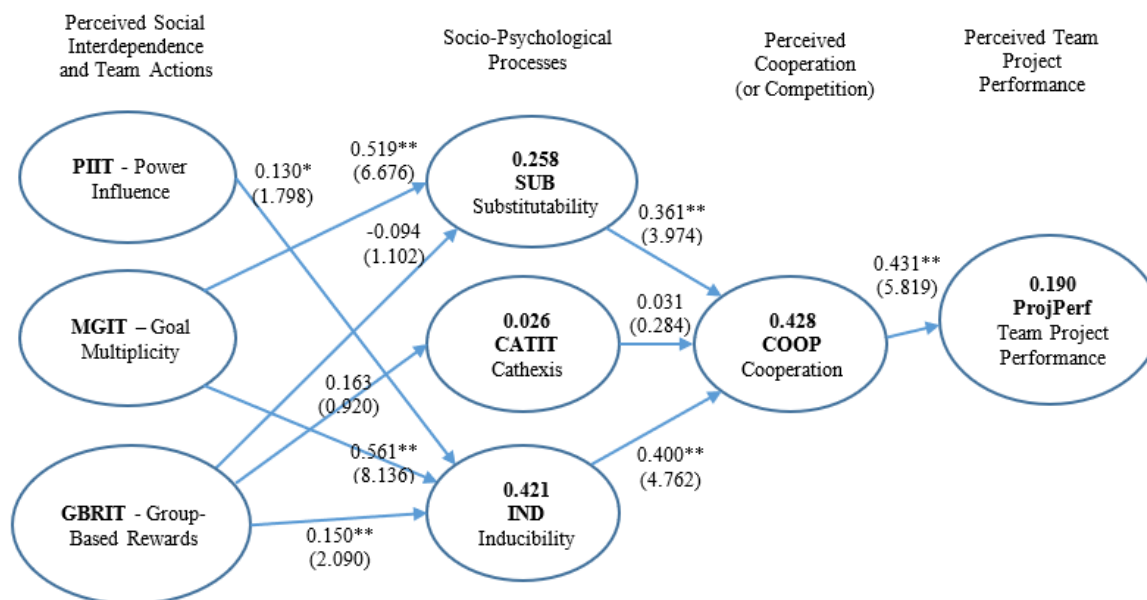 Perceived Social
Interdependence
and Team Actions
Socio-Psychological
Processes
Perceived
Cooperation
(or Competition)
Perceived Team
Project
Performance
PIIT - Power
Influence
0.130*
(1.798)
0.519**
(6.676)
-0.094
(1.102)
0.258
SUB
Substitutability
0.361**
(3.974)
MGIT – Goal
Multiplicity
0.163
(0.920)
0.561**
(8.136)
0.026
CATIT
Cathexis
0.031
(0.284)
0.428
COOP
Cooperation
0.431**
(5.819)
0.190
ProjPerf
Team Project
Performance
GBRIT - Group-
Based Rewards
0.150**
(2.090)
0.421
IND
Inducibility
0.400**
(4.762)